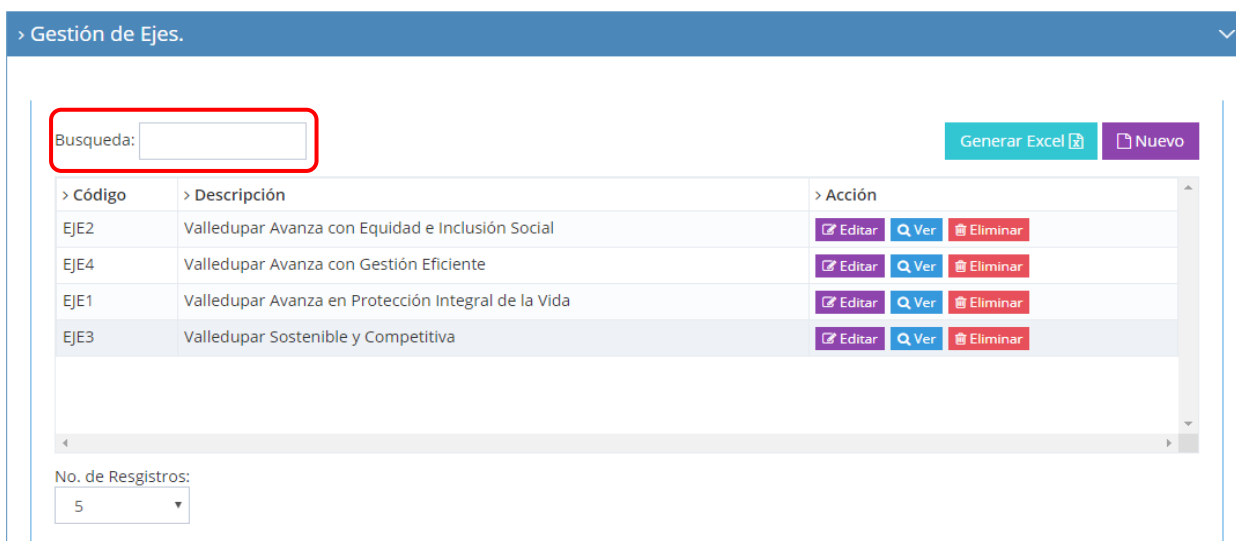 › Gestión de Ejes.
Busqueda:
Generar Excel Nuevo
› Código › Descripción › Acción
EJE2 Valledupar Avanza con Equidad e Inclusión Social Editar Ver Eliminar
EJE4 Valledupar Avanza con Gestión Eficiente Editar Ver Eliminar
EJE1 Valledupar Avanza en Protección Integral de la Vida Editar Ver Eliminar
EJE3 Valledupar Sostenible y Competitiva Editar Ver Eliminar
No. de Resgistros:
5